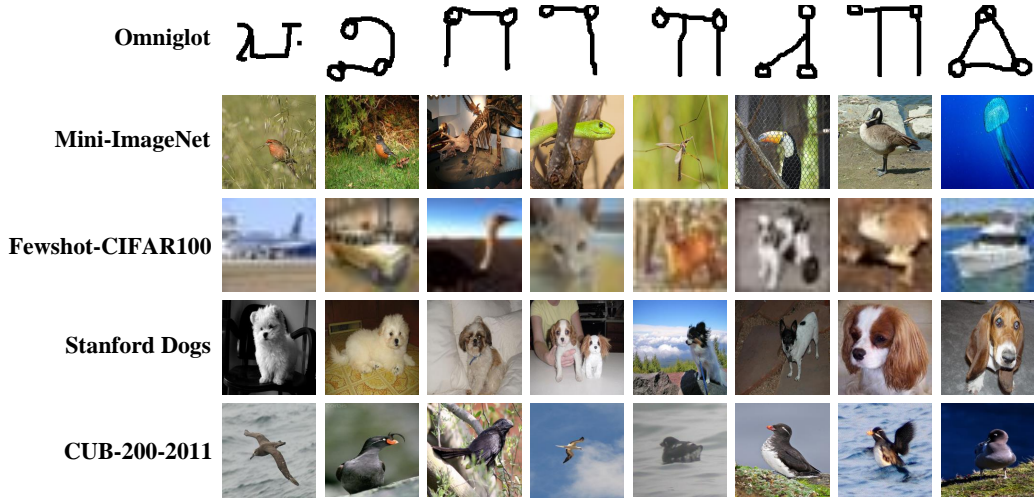 Omniglot
Mini-ImageNet
Fewshot-CIFAR100
Stanford Dogs
CUB-200-2011